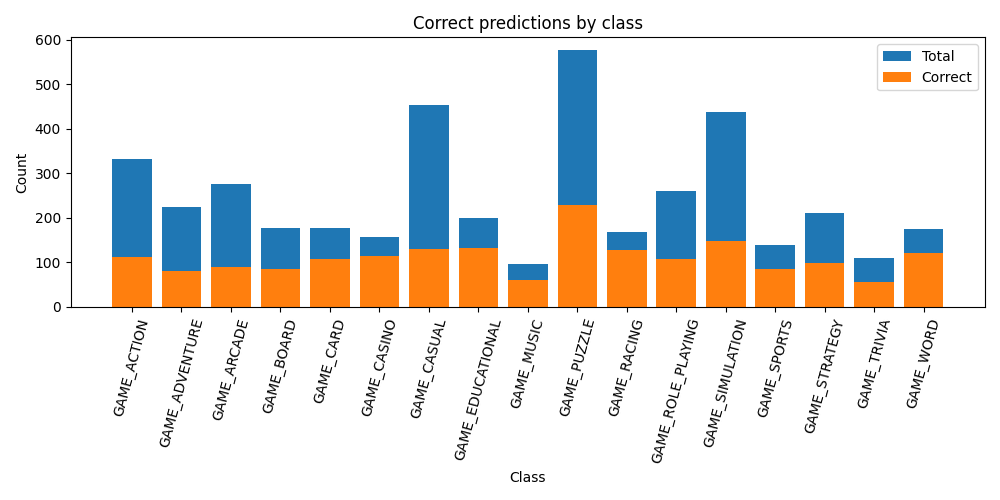 Correct predictions by class
Total
Correct
Count
600
500
400
300
200
100
0
GAME_ACTION
GAME_ADVENTURE
GAME_ARCADE
GAME_BOARD
GAME_CARD
GAME_CASINO
GAME_CASUAL
GAME_EDUCATIONAL
GAME_MUSIC
GAME_PUZZLE
GAME_RACING
GAME_ROLE_PLAYING
GAME_SIMULATION
GAME_SPORTS
GAME_STRATEGY
GAME_TRIVIA
GAME_WORD
Class